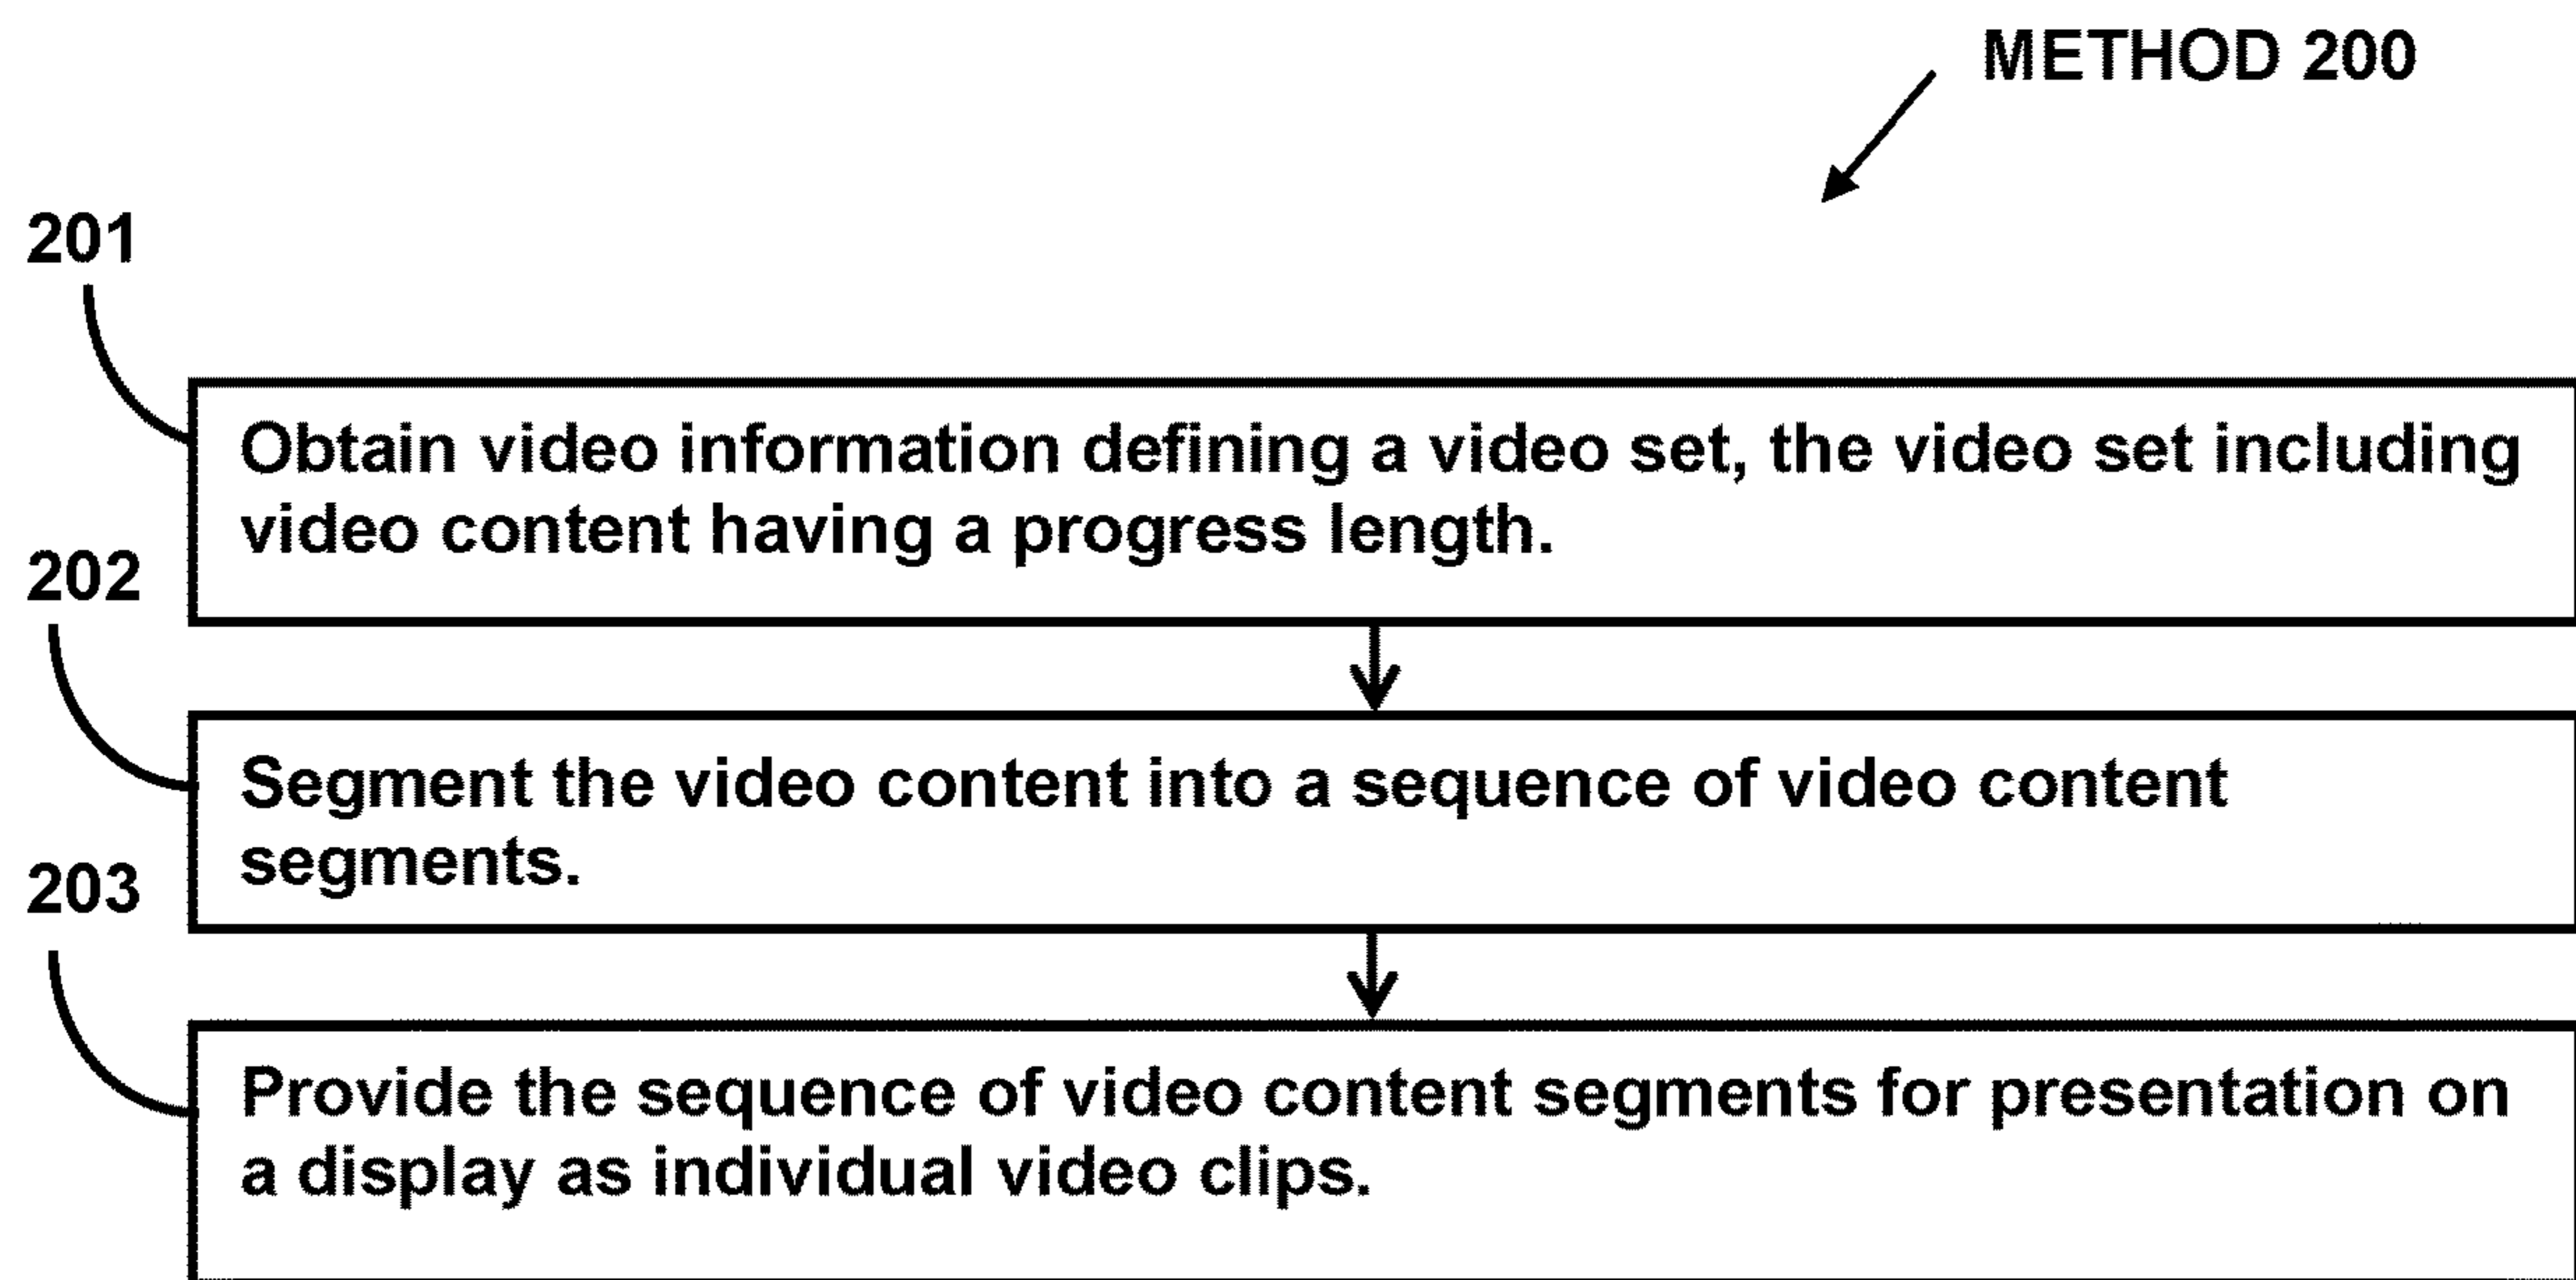 METHOD 200
201
Obtain video information defining a video set, the video set including
video content having a progress length.
202
Segment the video content into a sequence of video content
segments.
203
Provide the sequence of video content segments for presentation on
a display as individual video clips.